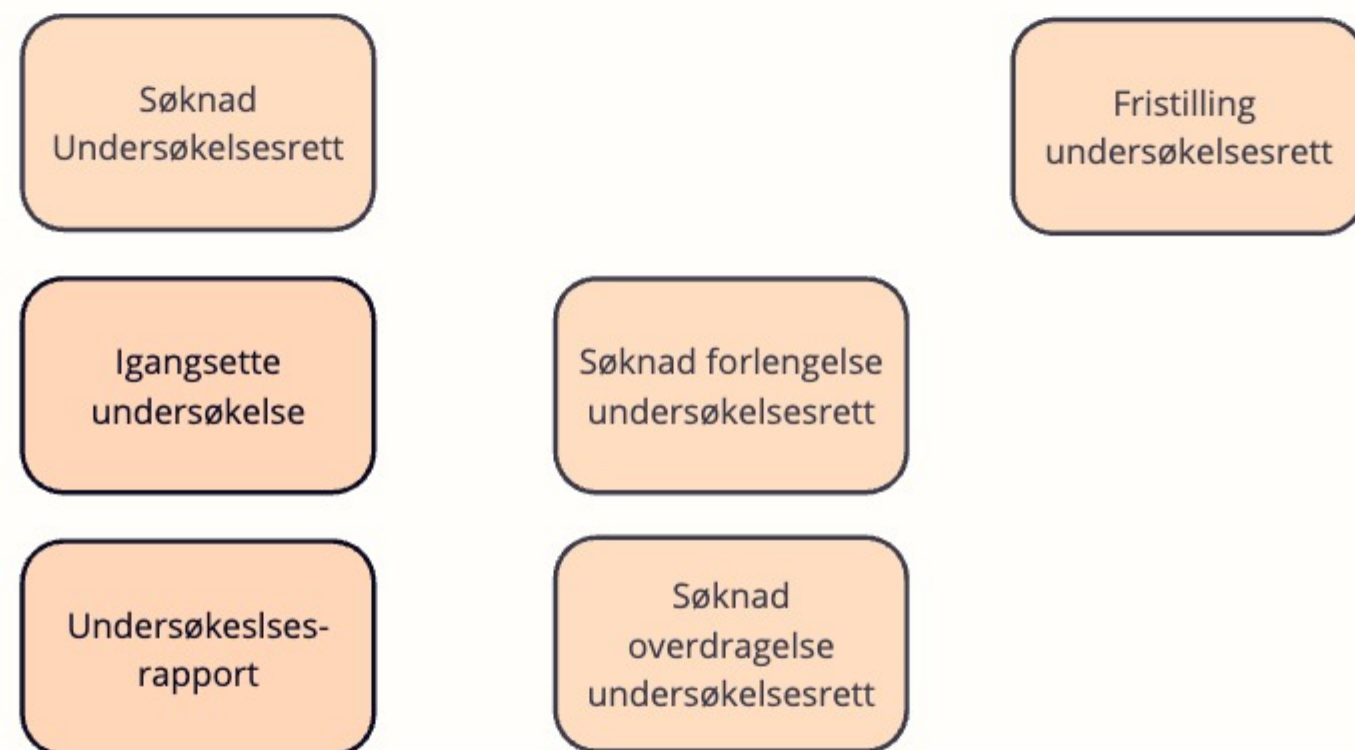 Søknad
Undersøkelsesrett
Fristilling
undersøkelsesrett
Igangsette
undersøkelse
Søknad forlengelse
undersøkelsesrett
Undersøkeslses-
rapport
Søknad
overdragelse
undersøkelsesrett